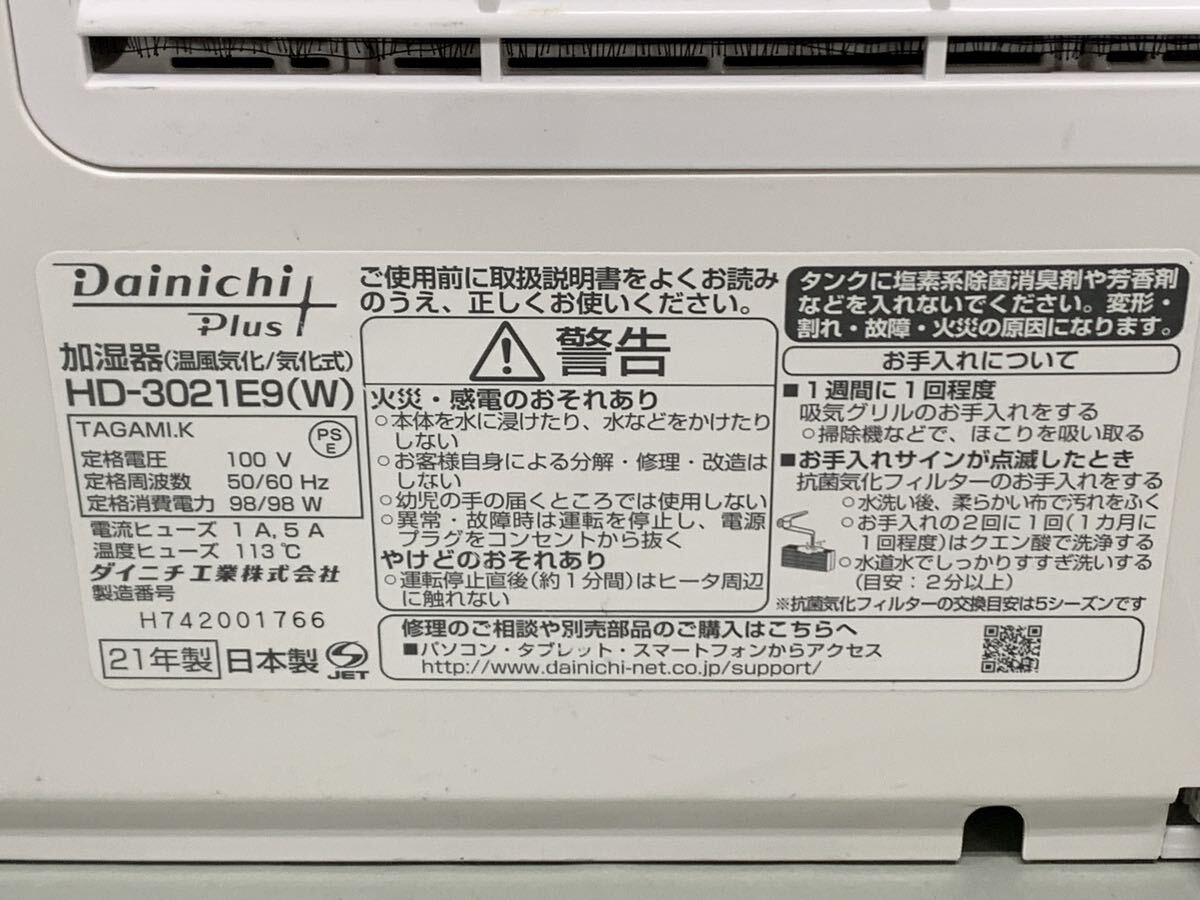 Dainichi
Plus
加湿器(温風気化/気化式)
HD-3021E9(W)
TAGAMI.K
PS
E
定格電圧 100 V
定格周波数 50/60 Hz
定格消費電力 98/98 W
電流ヒューズ 1 A, 5 A
温度ヒューズ 113℃
ダイニチ工業株式会社
製造番号
H742001766
21年製 日本製
JET
ご使用前に取扱説明書をよくお読み
のうえ、正しくお使いください。
警告
火災・感電のおそれあり
○本体を水に浸けたり、水などをかけたり
しない
○お客様自身による分解・修理・改造は
しない
○幼児の手の届くところでは使用しない
○異常・故障時は運転を停止し、電源
プラグをコンセントから抜く
やけどのおそれあり
○運転停止直後(約1分間)はヒータ周辺
に触れない
タンクに塩素系除菌消臭剤や芳香剤
などを入れないでください。変形・
割れ・故障・火災の原因になります。
お手入れについて
■1週間に1回程度
吸気グリルのお手入れをする
○掃除機などで、ほこりを吸い取る
■お手入れサインが点滅したとき
抗菌気化フィルターのお手入れをする
○水洗い後、柔らかい布で汚れをふく
○お手入れの2回に1回(1カ月に
1回程度)はクエン酸で洗浄する
○水道水でしっかりすすぎ洗いする
(目安:2分以上)
※抗菌気化フィルターの交換目安は5シーズンです
修理のご相談や別売部品のご購入はこちらへ
■パソコン・タブレット・スマートフォンからアクセス
http://www.dainichi-net.co.jp/support/